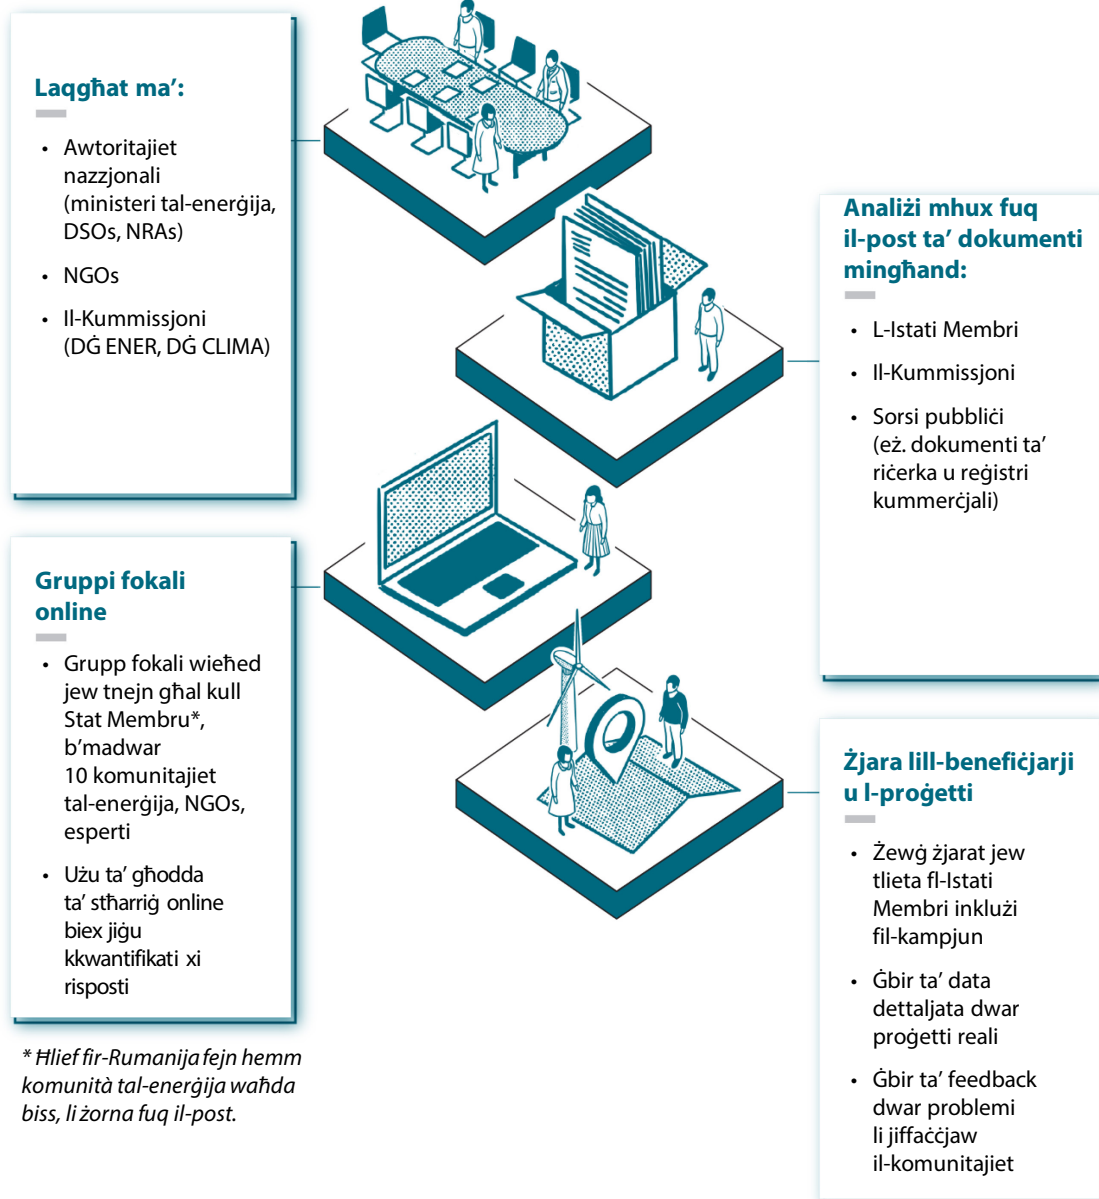 Laqgħat ma’:
• Awtoritajiet
nazzjonali
(ministeri tal-enerġija,
DSOs, NRAs)
• NGOs
• Il-Kummissjoni
(DĠ ENER, DĠ CLIMA)
Analiżi mhux fuq
il-post ta’ dokumenti
mingħand:
• L-Istati Membri
• Il-Kummissjoni
• Sorsi pubbliċi
(eż. dokumenti ta’
riċerka u reġistri
kummerċjali)
Gruppi fokali
online
• Grupp fokali wieħed
jew tnejn għal kull
Stat Membru*,
b’madwar
10 komunitajiet
tal-enerġija, NGOs,
esperti
• Użu ta’ għodda
ta’ stħarriġ online
biex jiġu
kkwantifikati xi
risposti
* Ħlief fir-Rumanija fejn hemm
komunità tal-enerġija waħda
biss, li żorna fuq il-post.
Żjara lill-benefiċjarji
u l-proġetti
• Żewġ żjarat jew
tlieta fl-Istati
Membri inklużi
fil-kampjun
• Ġbir ta’ data
dettaljata dwar
proġetti reali
• Ġbir ta’ feedback
dwar problemi
li jiffaċċjaw
il-komunitajiet